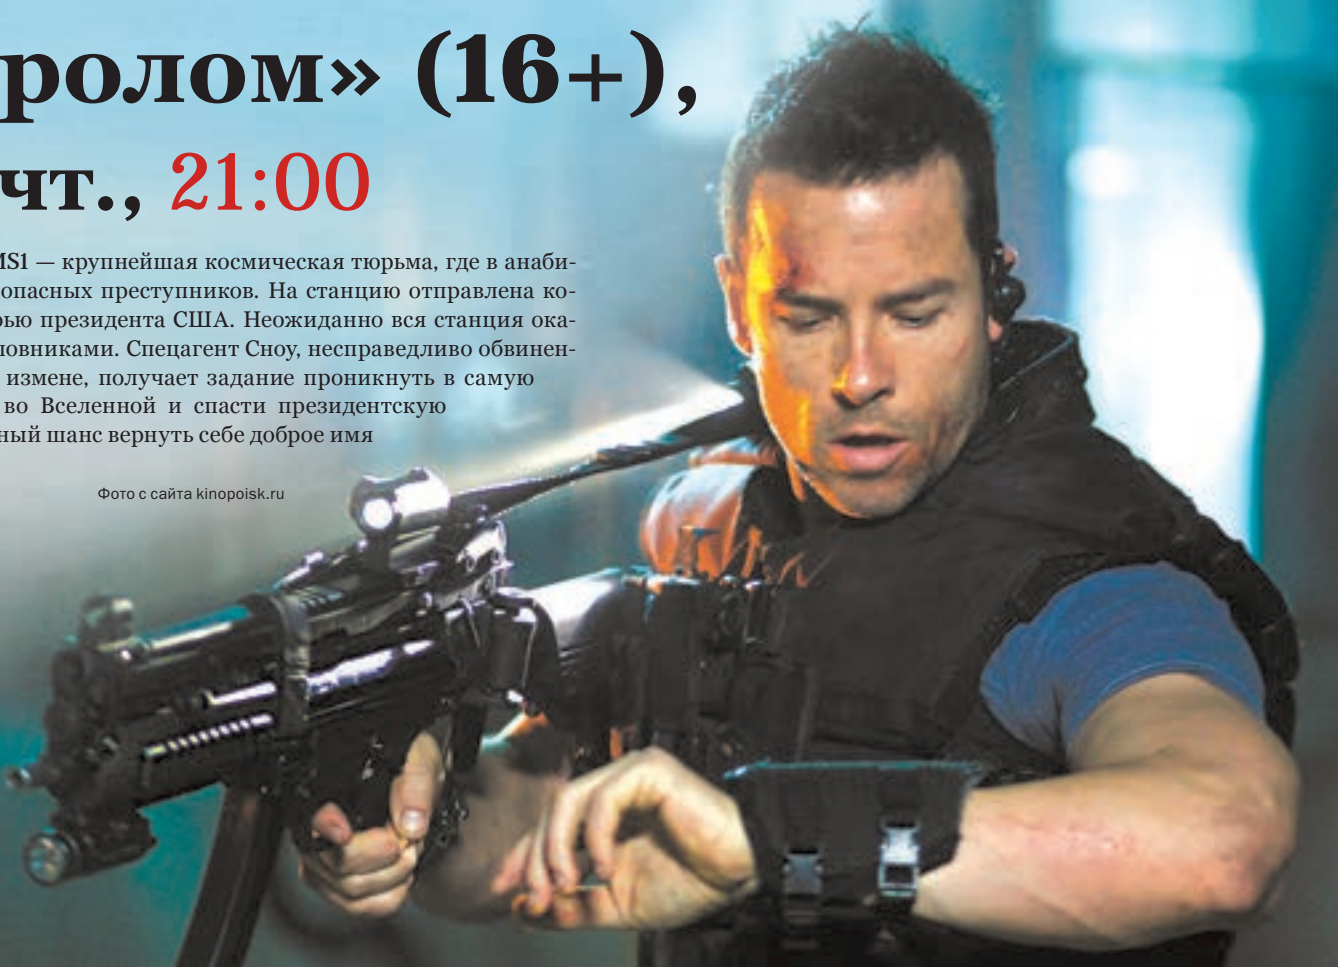 ролом» (16+),
чт., 21:00
MS1 — крупнейшая космическая тюрьма, где в анаби-
опасных преступников. На станцию отправлена ко-
рью президента США. Неожиданно вся станция ока-
ловниками. Спецагент Сноу, несправедливо обвинен-
измене, получает задание проникнуть в самую
во Вселенной и спасти президентскую
ный шанс вернуть себе доброе имя
Фото с сайта kinopoisk.ru